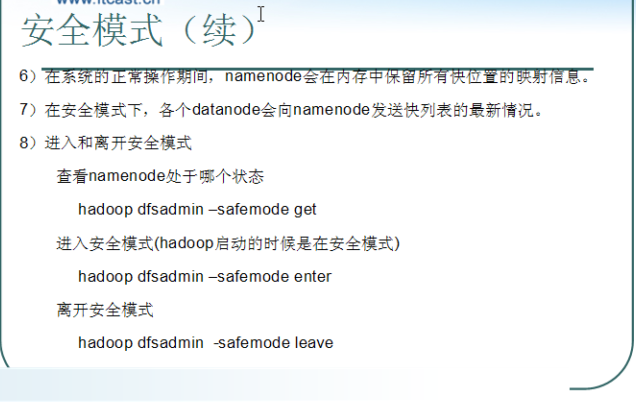 www.itcast.cn
安全模式（续）
6）在系统的正常操作期间，namenode会在内存中保留所有快位置的映射信息。
7）在安全模式下，各个datanode会向namenode发送快列表的最新情况。
8）进入和离开安全模式
查看namenode处于哪个状态
hadoop dfsadmin –safemode get
进入安全模式(hadoop启动的时候是在安全模式)
hadoop dfsadmin –safemode enter
离开安全模式
hadoop dfsadmin -safemode leave